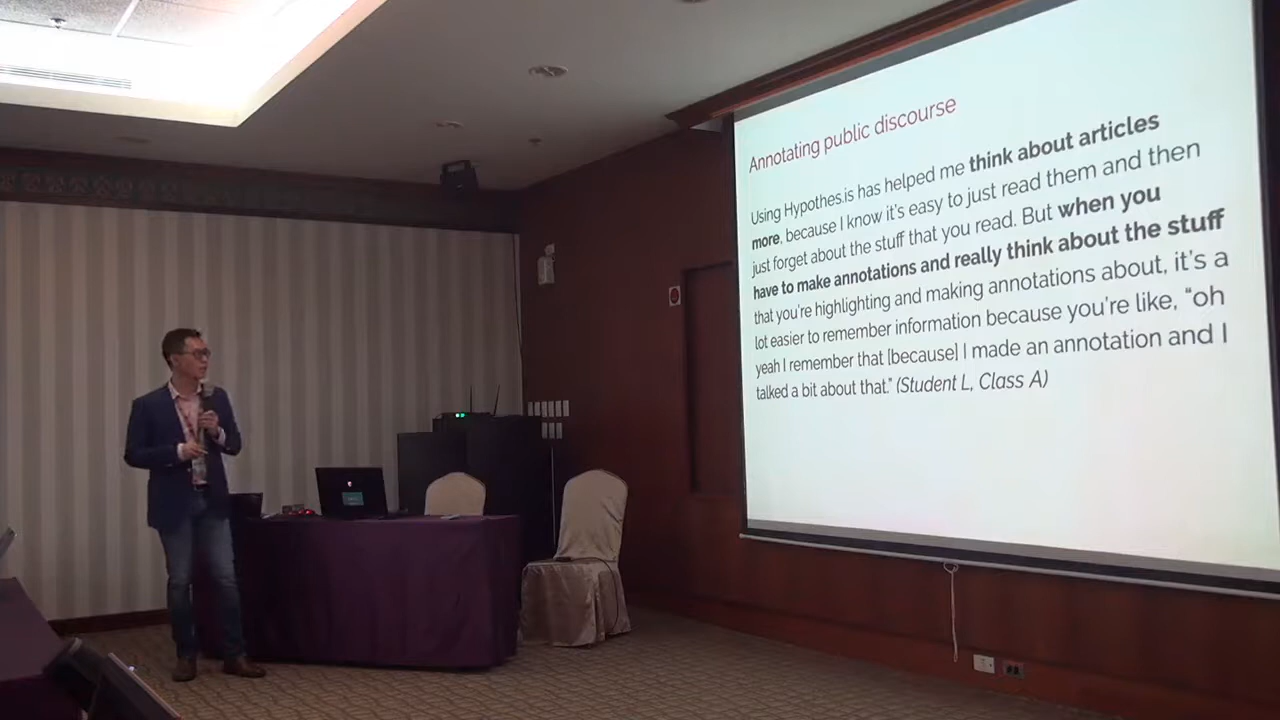 Annotating public discourse
Using Hypothes.is has helped me think about articles
more, because I know it's easy to just read them and then
just forget about the stuff that you read. But when you
have to make annotations and really think about the stuff
that you're highlighting and making annotations about, it's a
lot easier to remember information because you're like, “oh
yeah I remember that [because] I made an annotation and I
talked a bit about that.” (Student L, Class A)